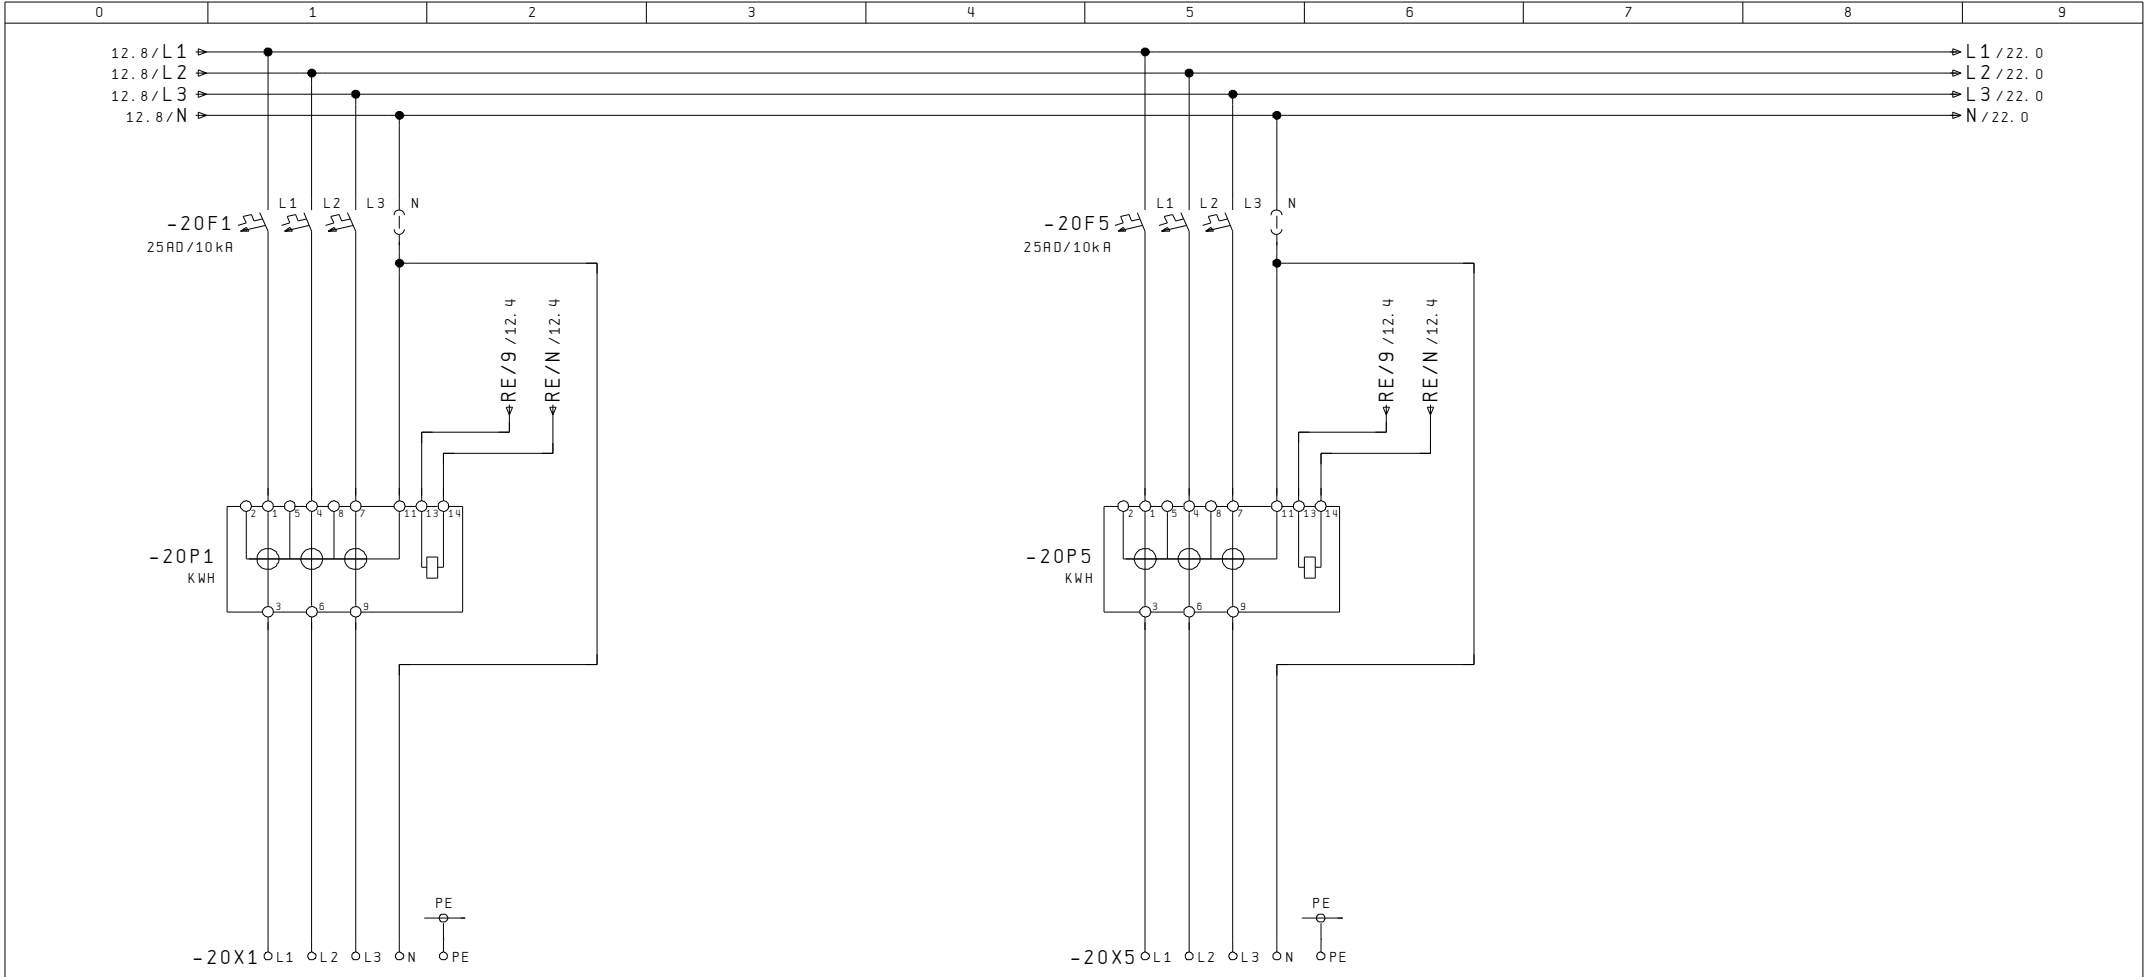 0 1 2 3 4 5 6 7 8 9
12.8/L1 L1/22.0
12.8/L2 L2/22.0
12.8/L3 L3/22.0
12.8/N N/22.0
L1 L2 L3 N L1 L2 L3 N
-20F1 -20F5
25AD/10kA 25AD/10kA
RE/9/12.4 RE/N/12.4 RE/9/12.4 RE/N/12.4
2 1 5 4 8 7 11 13 14 2 1 5 4 8 7 11 13 14
-20P1 -20P5
KWH KWH
3 6 9 3 6 9
PE PE
-20X1 L1 L2 L3 N PE -20X5 L1 L2 L3 N PE